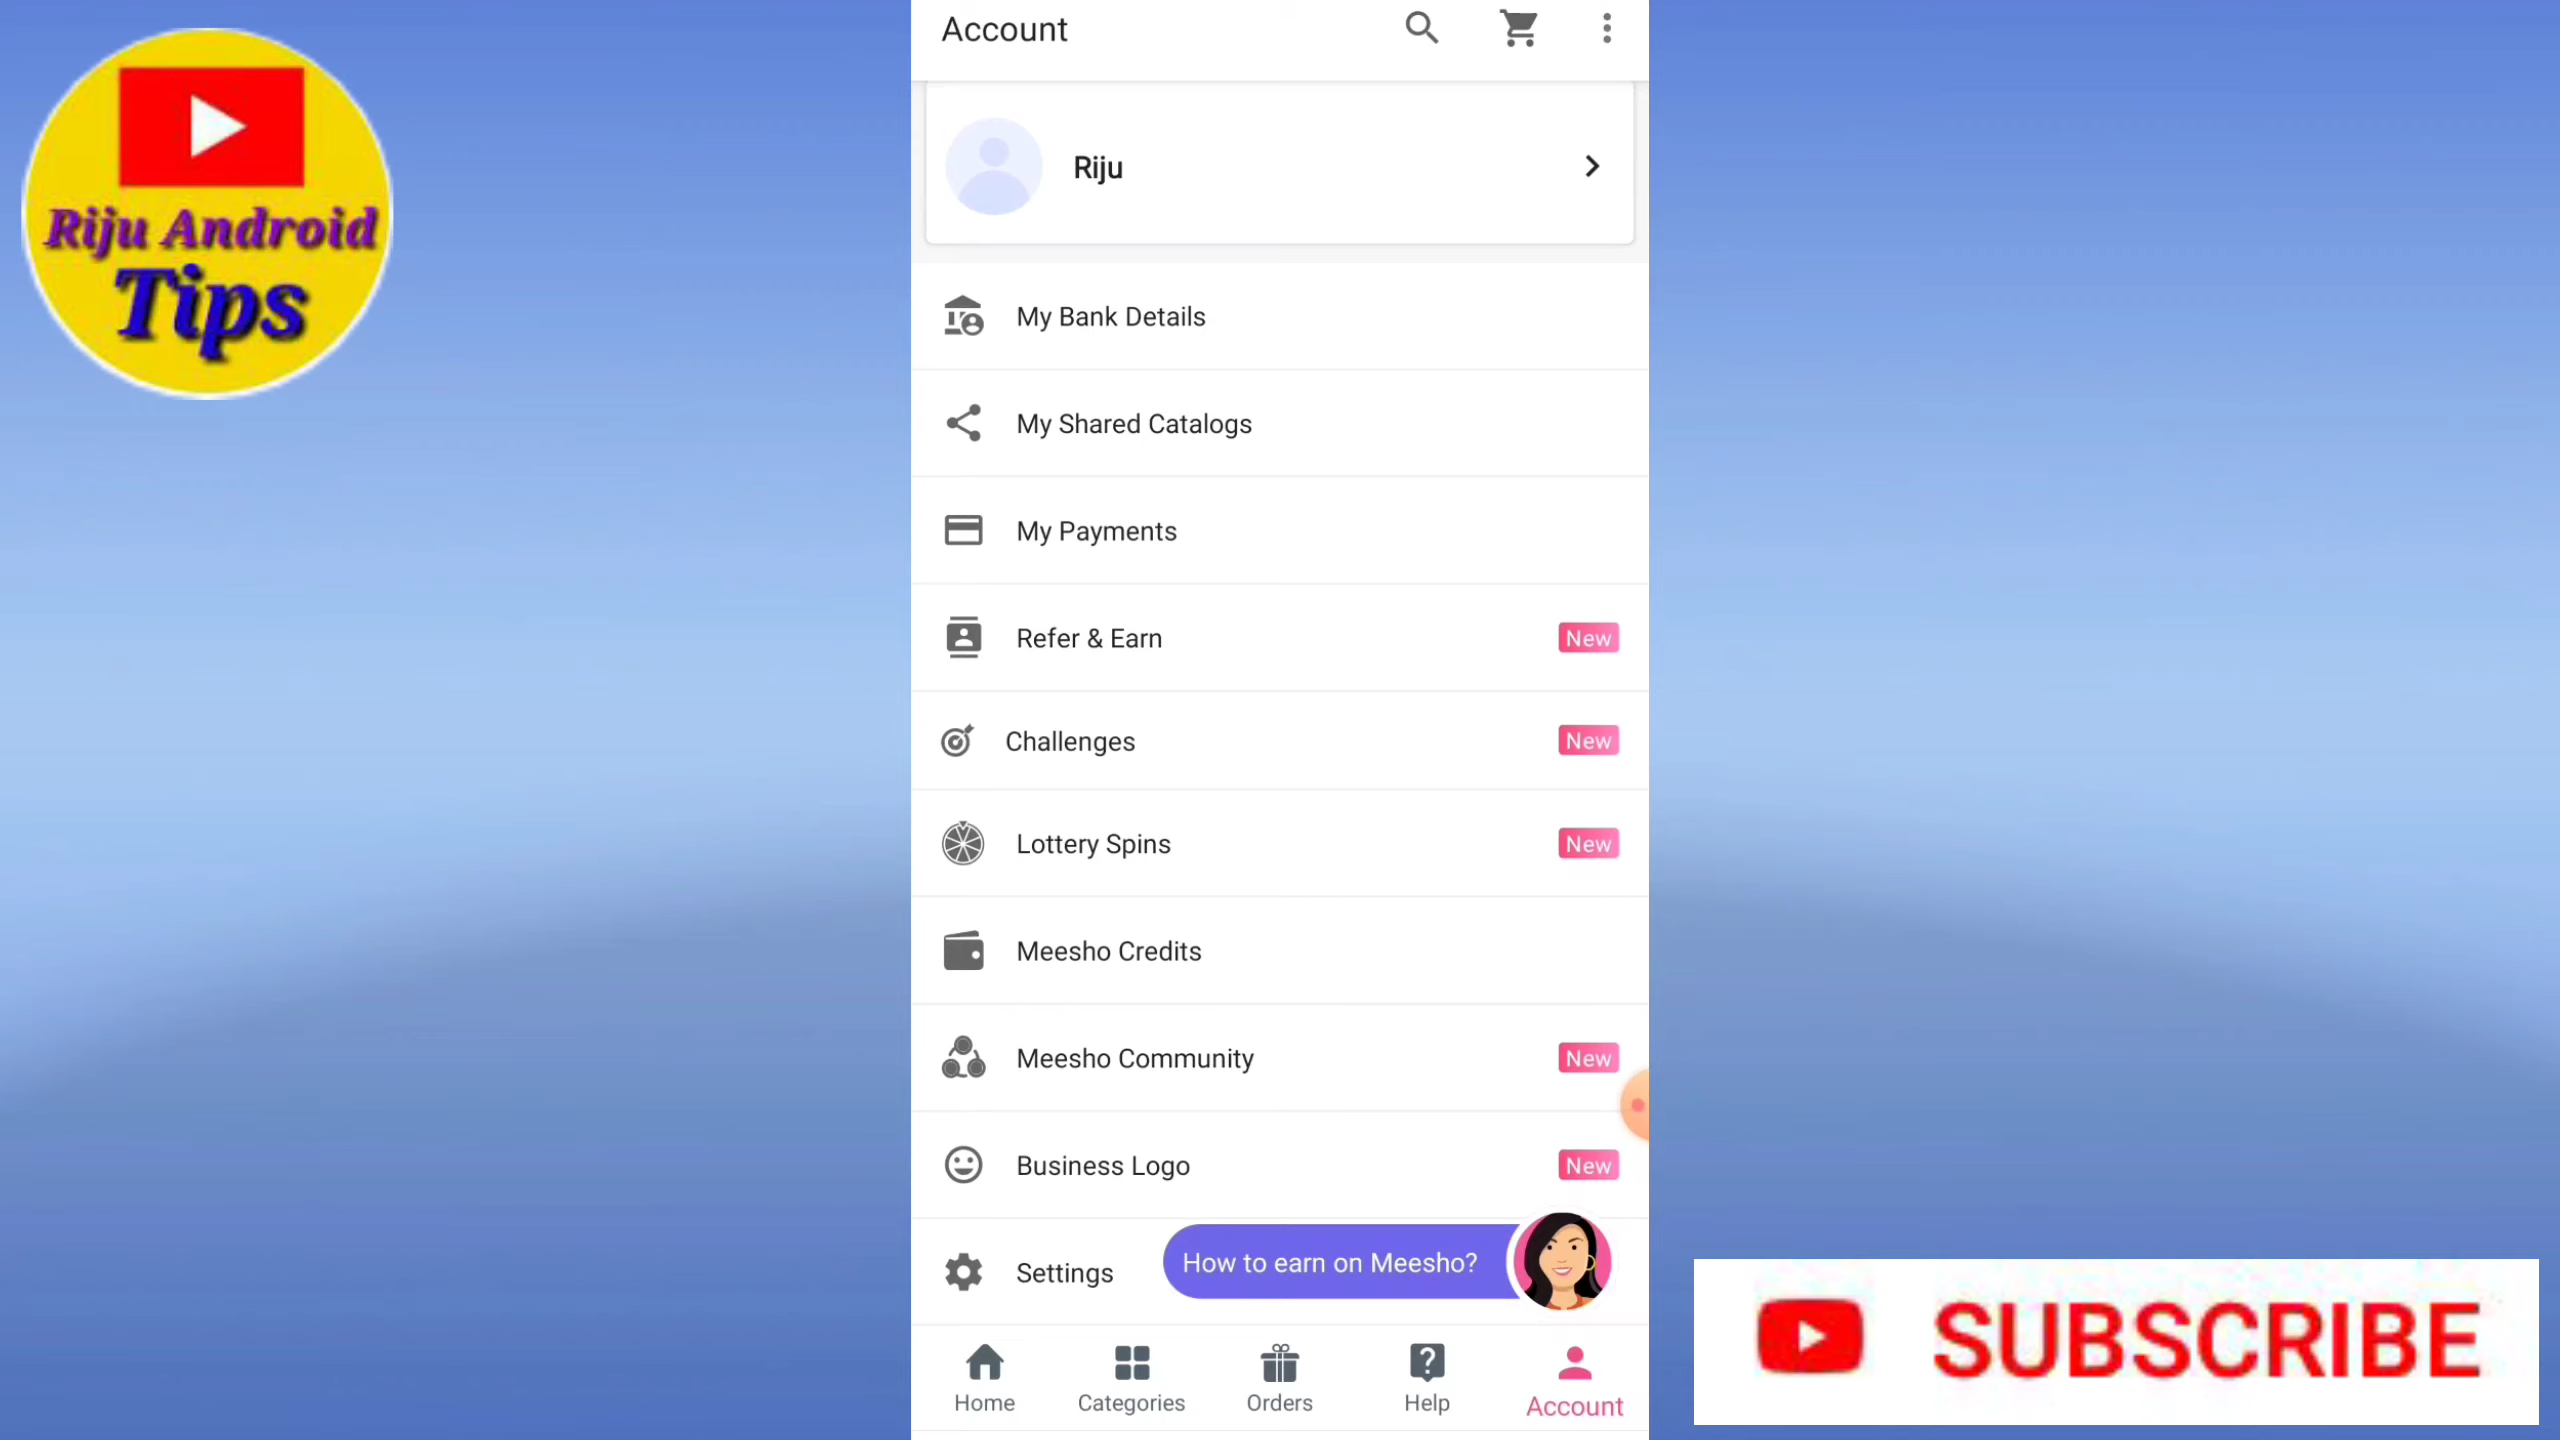 Riju Android
Tips
Account
Riju
My Bank Details
My Shared Catalogs
My Payments
Refer & Earn
New
Challenges
New
Lottery Spins
New
Meesho Credits
Meesho Community
New
Business Logo
New
Settings
How to earn on Meesho?
Home
Categories
Orders
Help
Account
SUBSCRIBE